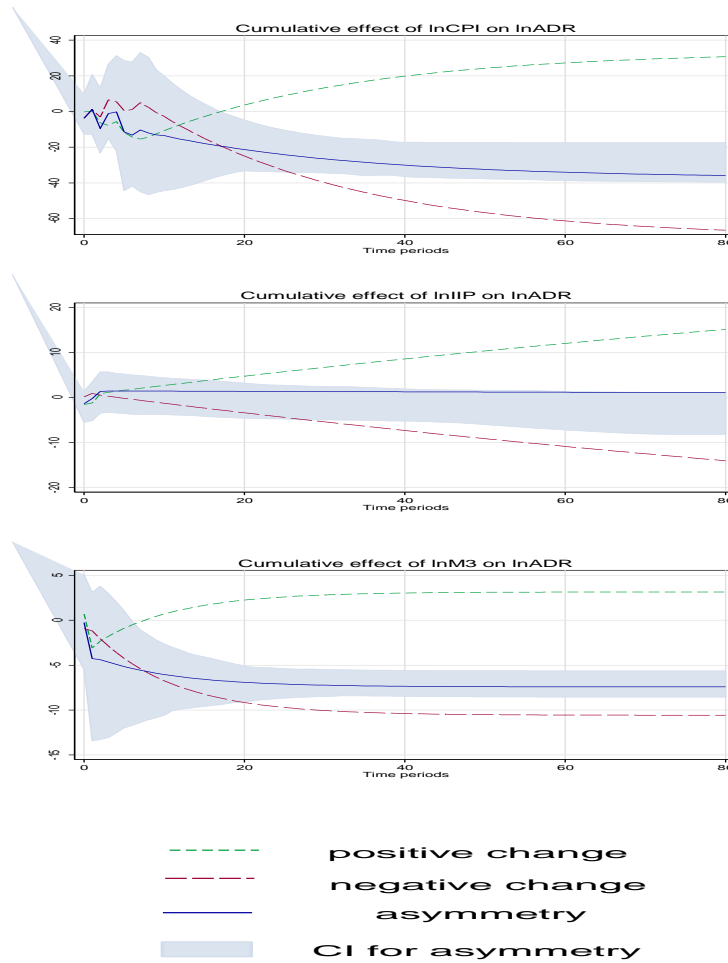 Cumulative effect of lnCPI on lnADR
40
20
0
-20
-40
-60
0 20 40 60 80
Time periods
Cumulative effect of lnIIP on lnADR
20
10
0
-10
-20
0 20 40 60 80
Time periods
Cumulative effect of lnM3 on lnADR
5
0
-5
-10
-15
0 20 40 60 80
Time periods
positive change
negative change
asymmetry
CI for asymmetry